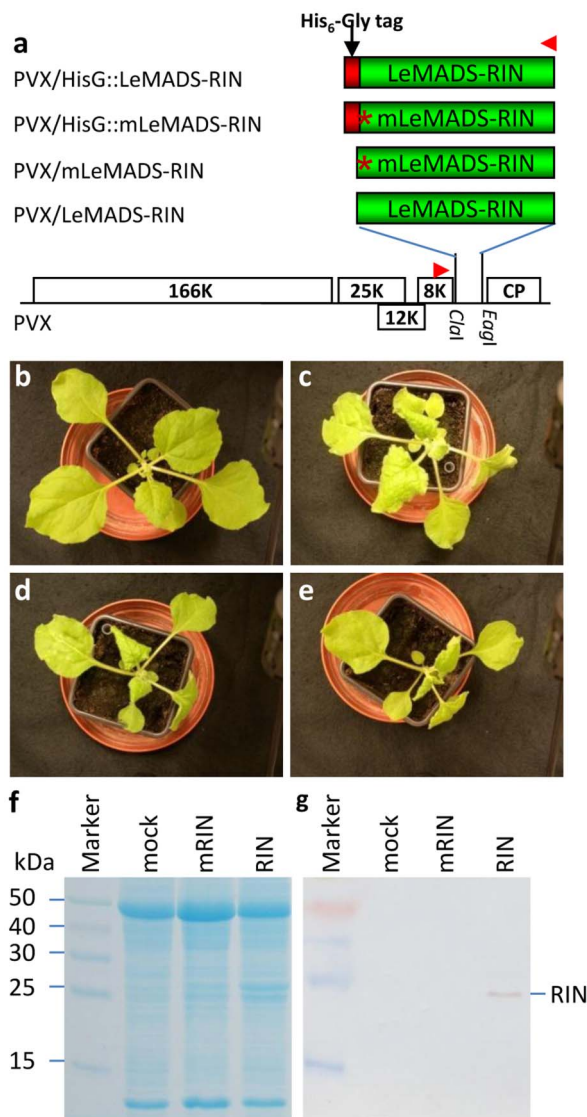 a
His6-Gly tag
PVX/HisG::LeMADS-RIN
LeMADS-RIN
PVX/HisG::mLeMADS-RIN
* mLeMADS-RIN
PVX/mLeMADS-RIN
* mLeMADS-RIN
PVX/LeMADS-RIN
LeMADS-RIN
166K 25K 8K CP
12K
PVX
ClaI
EagI
b
c
d
e
f
g
kDa
Marker
mock
mRIN
RIN
Marker
mock
mRIN
RIN
50
40
30
25
15
RIN